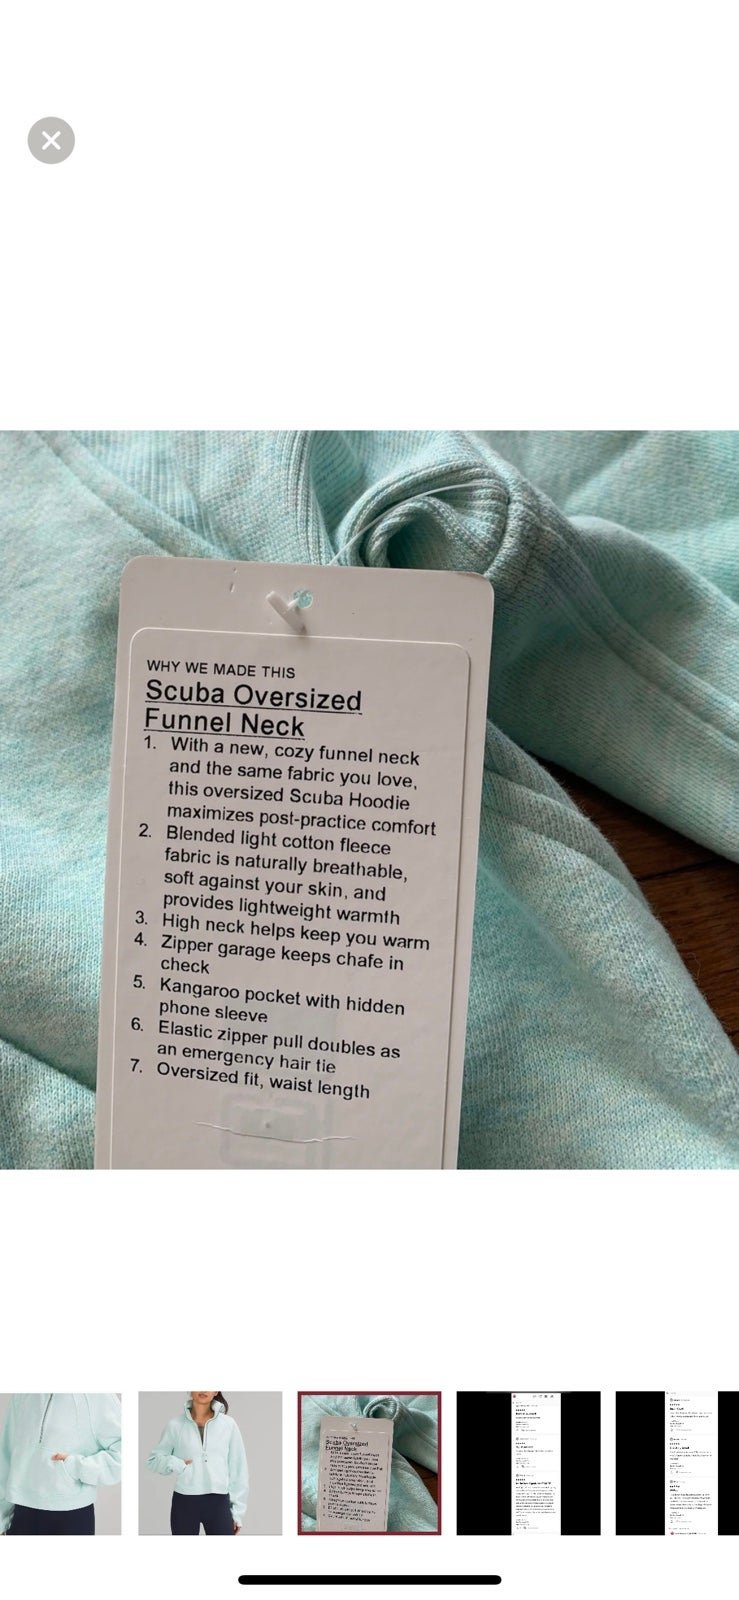 WHY WE MADE THIS
Scuba Oversized
Funnel Neck
1. With a new, cozy funnel neck
and the same fabric you love,
this oversized Scuba Hoodie
maximizes post-practice comfort
2. Blended light cotton fleece
fabric is naturally breathable,
soft against your skin, and
provides lightweight warmth
3. High neck helps keep you warm
4. Zipper garage keeps chafe in
check
5. Kangaroo pocket with hidden
phone sleeve
6. Elastic zipper pull doubles as
an emergency hair tie
7. Oversized fit, waist length